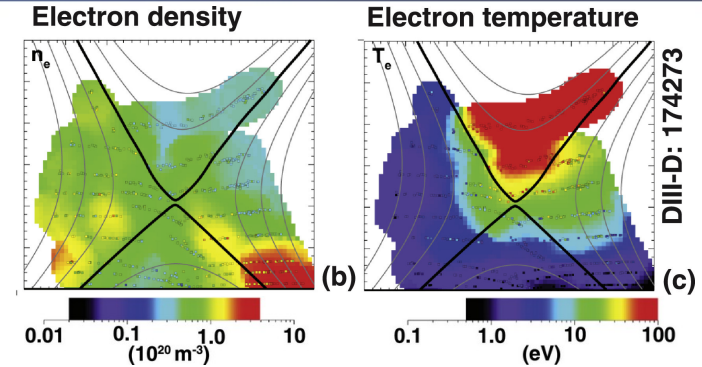 Electron density
Electron temperature
nₑ
Tₑ
DIII-D: 174273
(b)
(c)
0.01 0.1 1.0 10
(10²⁰ m⁻³)
0.1 1.0 10 100
(eV)